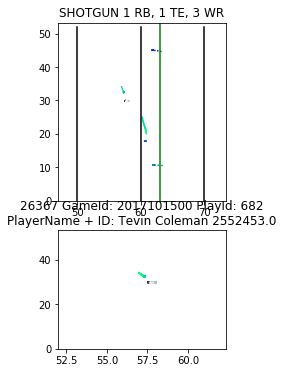 SHOTGUN 1 RB, 1 TE, 3 WR
50
40
30
20
10
0
50 60 70
26367 GameId: 2017101500 PlayId: 682
PlayerName + ID: Tevin Coleman 2552453.0
40
20
0
52.5 55.0 57.5 60.0